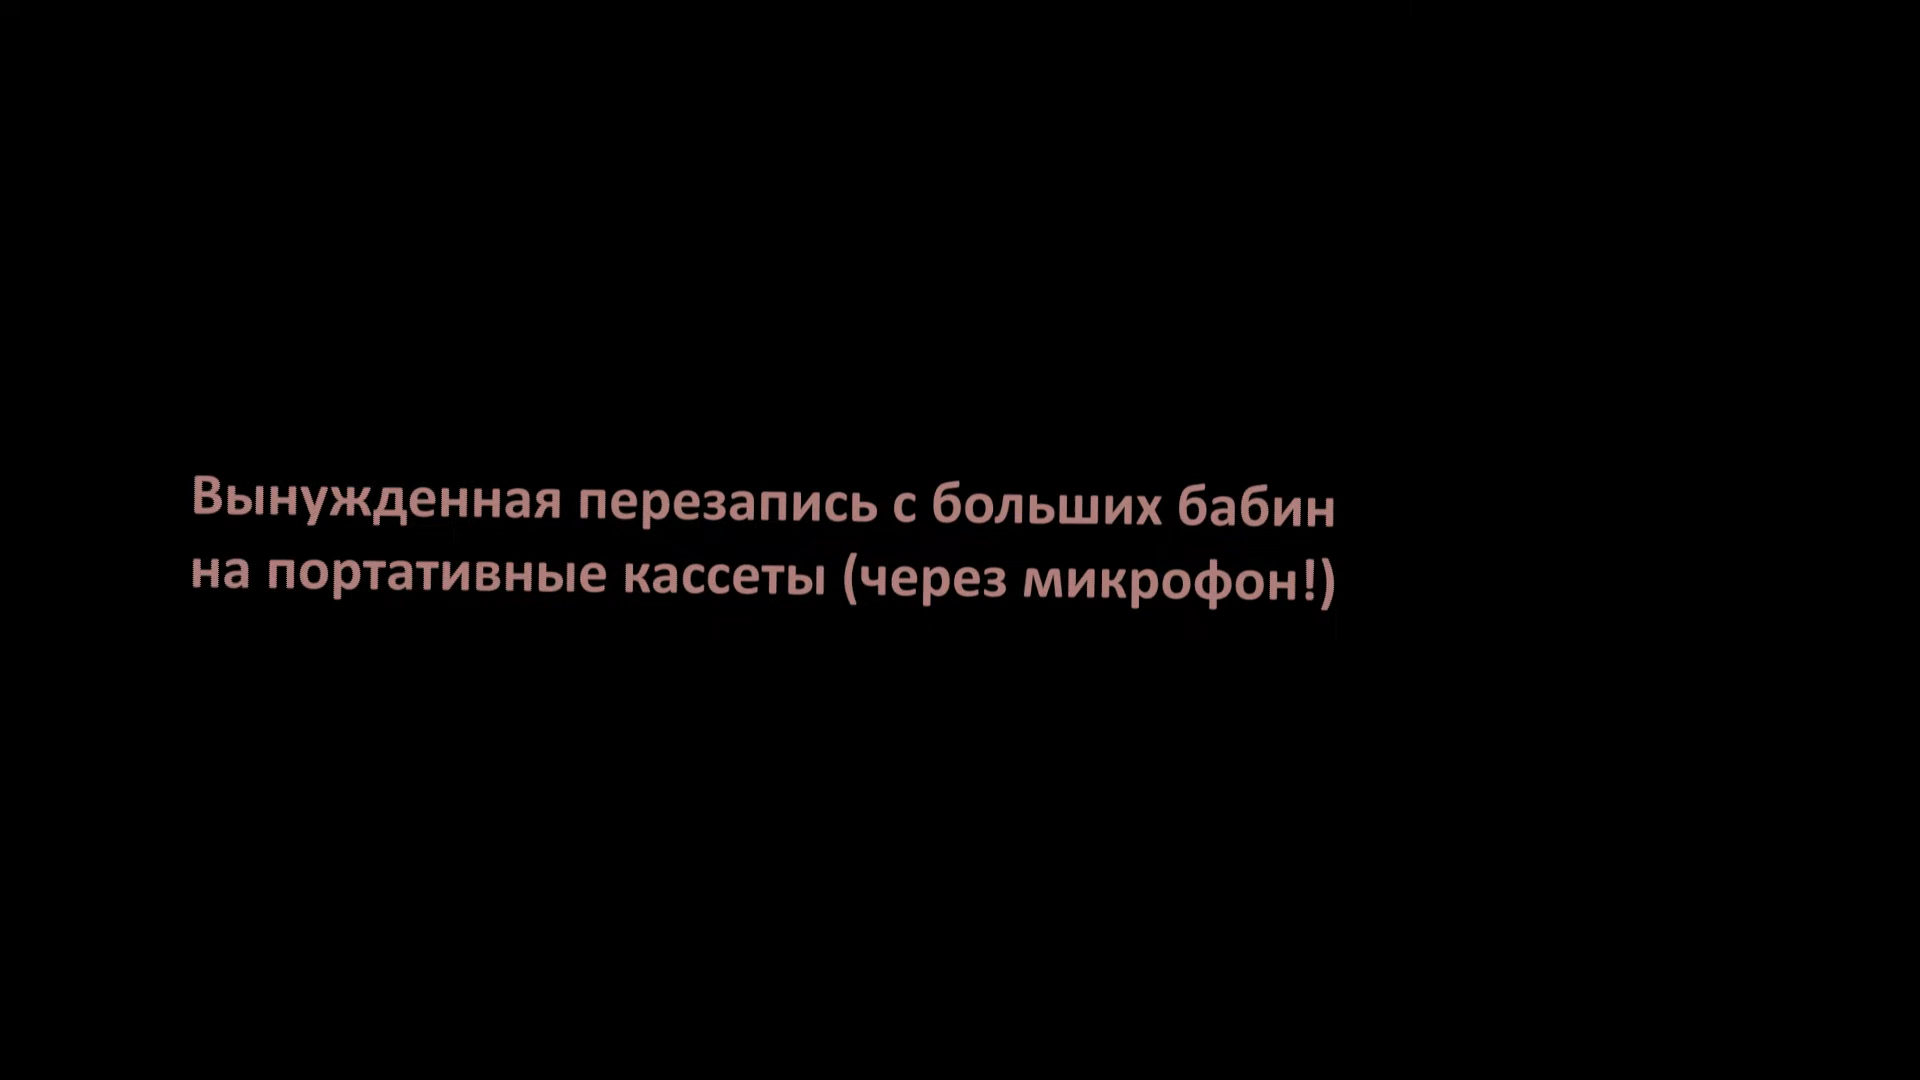 Вынужденная перезапись с больших бабин
на портативные кассеты (через микрофон!)